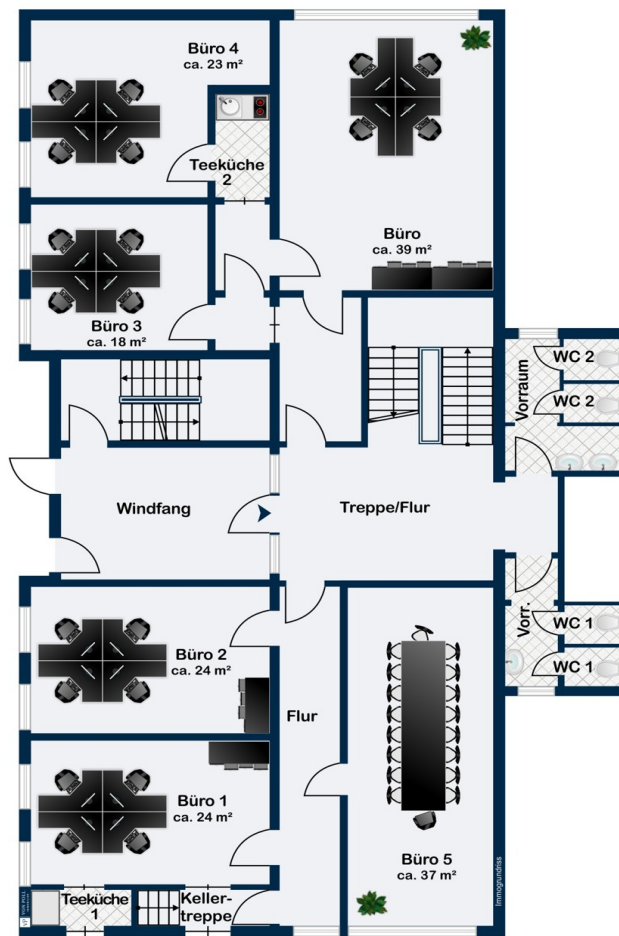 Büro 4
ca. 23 m²
Teeküche
2
Büro
ca. 39 m²
Büro 3
ca. 18 m²
WC 2
Vorraum
WC 2
Windfang
Treppe/Flur
Vorr.
WC 1
WC 1
Büro 2
ca. 24 m²
Flur
Büro 1
ca. 24 m²
Büro 5
ca. 37 m²
Teeküche
1
Keller-
treppe
Immogrundriss
VON POLL